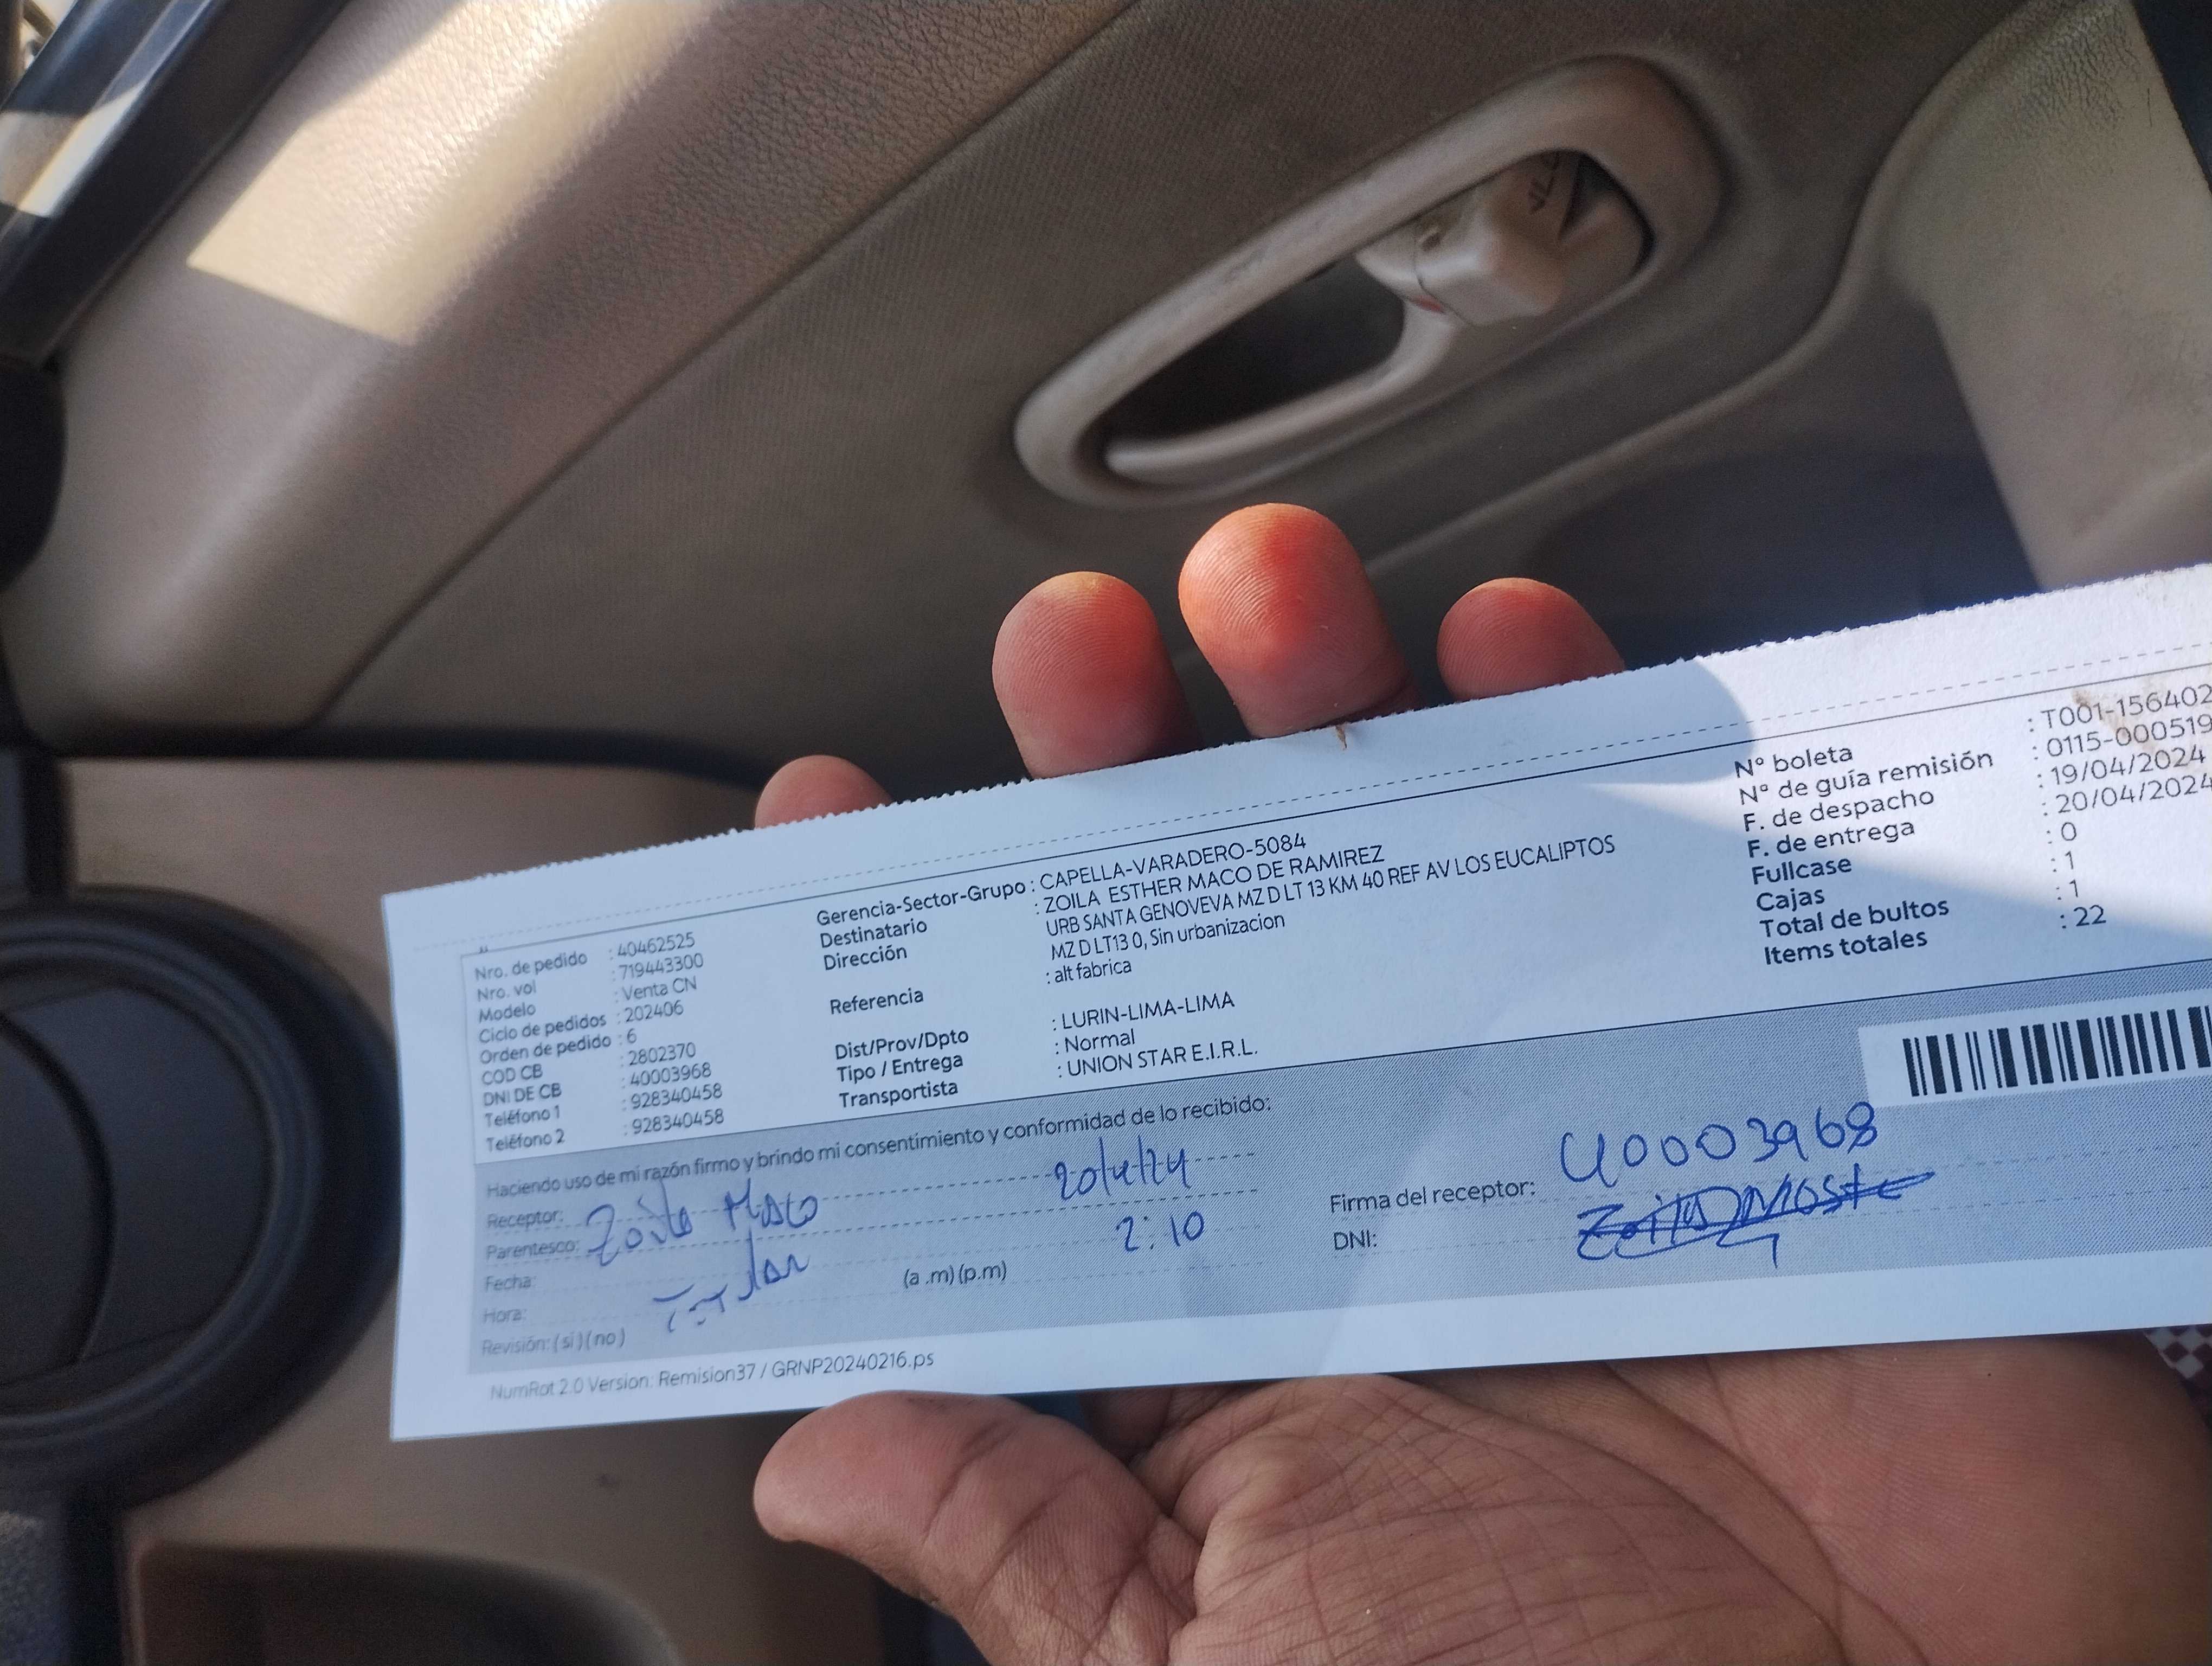 Nro. de pedido : 40462525
Nro. vol : 719443300
Modelo : Venta CN
Ciclo de pedidos : 202406
Orden de pedido : 6
COD CB : 2802370
DNI DE CB : 40003968
Teléfono 1 : 928340458
Teléfono 2 : 928340458
Gerencia-Sector-Grupo : CAPELLA-VARADERO-5084
Destinatario : ZOILA ESTHER MACO DE RAMIREZ
Dirección URB SANTA GENOVEVA MZ D LT 13 KM 40 REF AV LOS EUCALIPTOS
MZ D LT13 0, Sin urbanizacion
Referencia : alt fabrica
Dist/Prov/Dpto : LURIN-LIMA-LIMA
Tipo / Entrega : Normal
Transportista : UNION STAR E.I.R.L.
N° boleta : T001-156402
N° de guía remisión : 0115-000519
F. de despacho : 19/04/2024
F. de entrega : 20/04/2024
Fullcase : 0
Cajas : 1
Total de bultos : 1
Items totales : 22
Haciendo uso de mi razón firmo y brindo mi consentimiento y conformidad de lo recibido:
Receptor: Zoila
Parentesco:
Fecha: 20/4/24
Hora: (a .m) (p.m) 2:10
Revisión: (si) (no)
Firma del receptor: 40003968
DNI:
NumRot 2.0 Version: Remision37 / GRNP20240216.ps